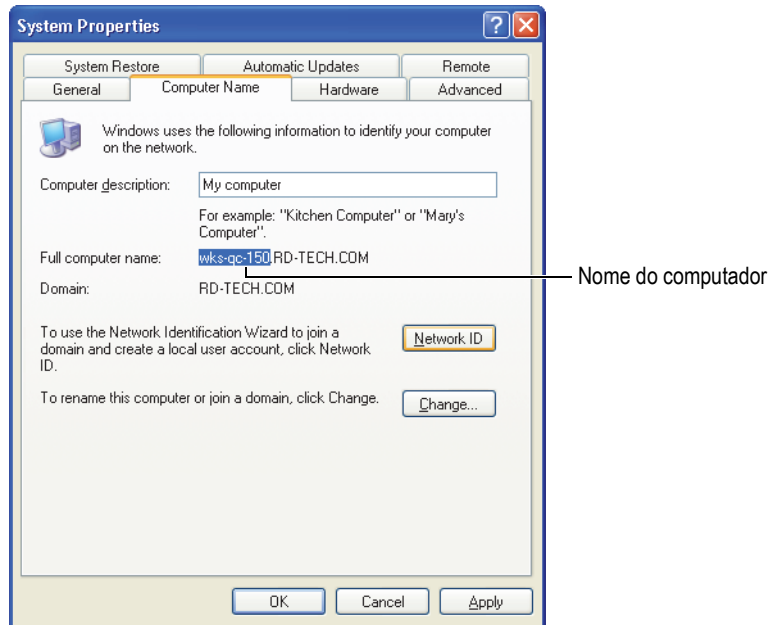 System Properties
System Restore Automatic Updates Remote
General Computer Name Hardware Advanced
Windows uses the following information to identify your computer
on the network.
Computer description: My computer
For example: "Kitchen Computer" or "Mary's
Computer".
Full computer name: wks-qc-150.RD-TECH.COM
Nome do computador
Domain: RD-TECH.COM
To use the Network Identification Wizard to join a
domain and create a local user account, click Network
ID.
Network ID
To rename this computer or join a domain, click Change.
Change...
OK Cancel Apply